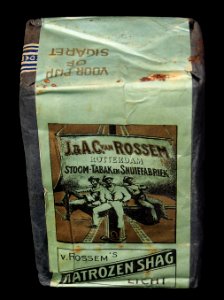 VOOR PIJP
OF
SIGARET
J.& A.C. VAN ROSSEM
ROTTERDAM
STOOM-TABAK EN SNUIFFABRIEK
V. ROSSEM'S
MATROZEN SHAG
LICHT